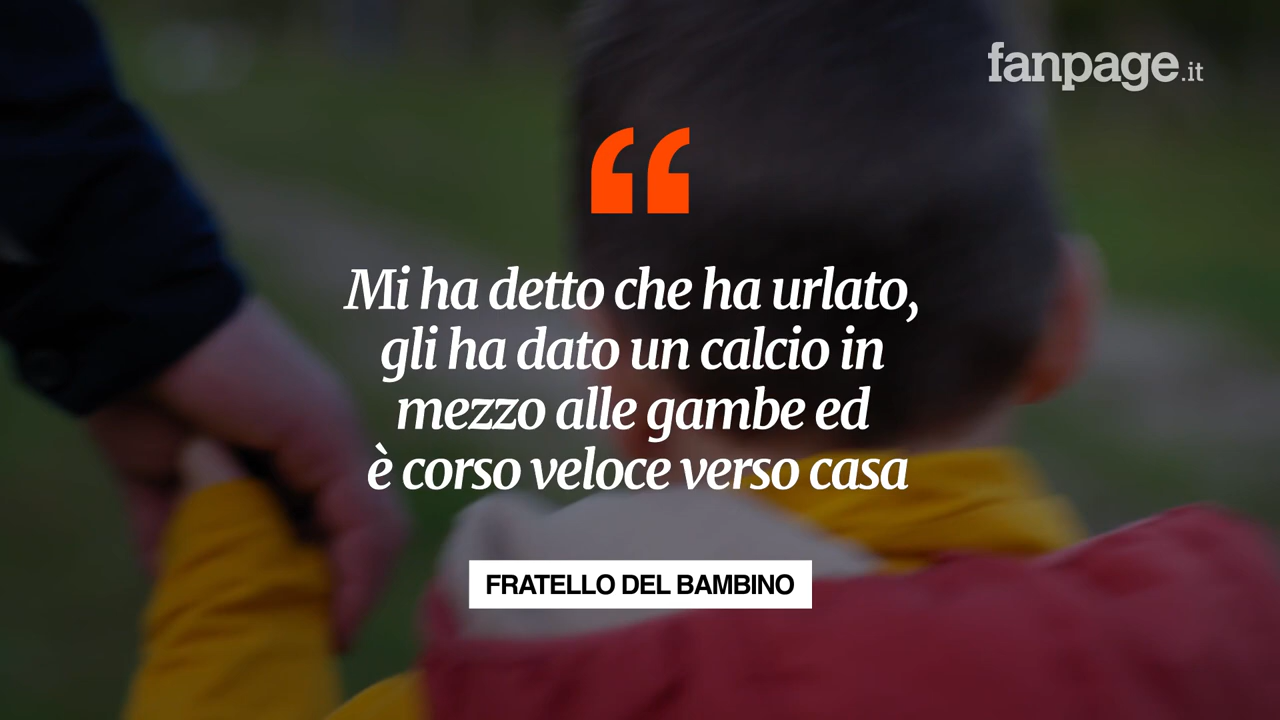 fanpage.it
“
Mi ha detto che ha urlato,
gli ha dato un calcio in
mezzo alle gambe ed
è corso veloce verso casa
FRATELLO DEL BAMBINO